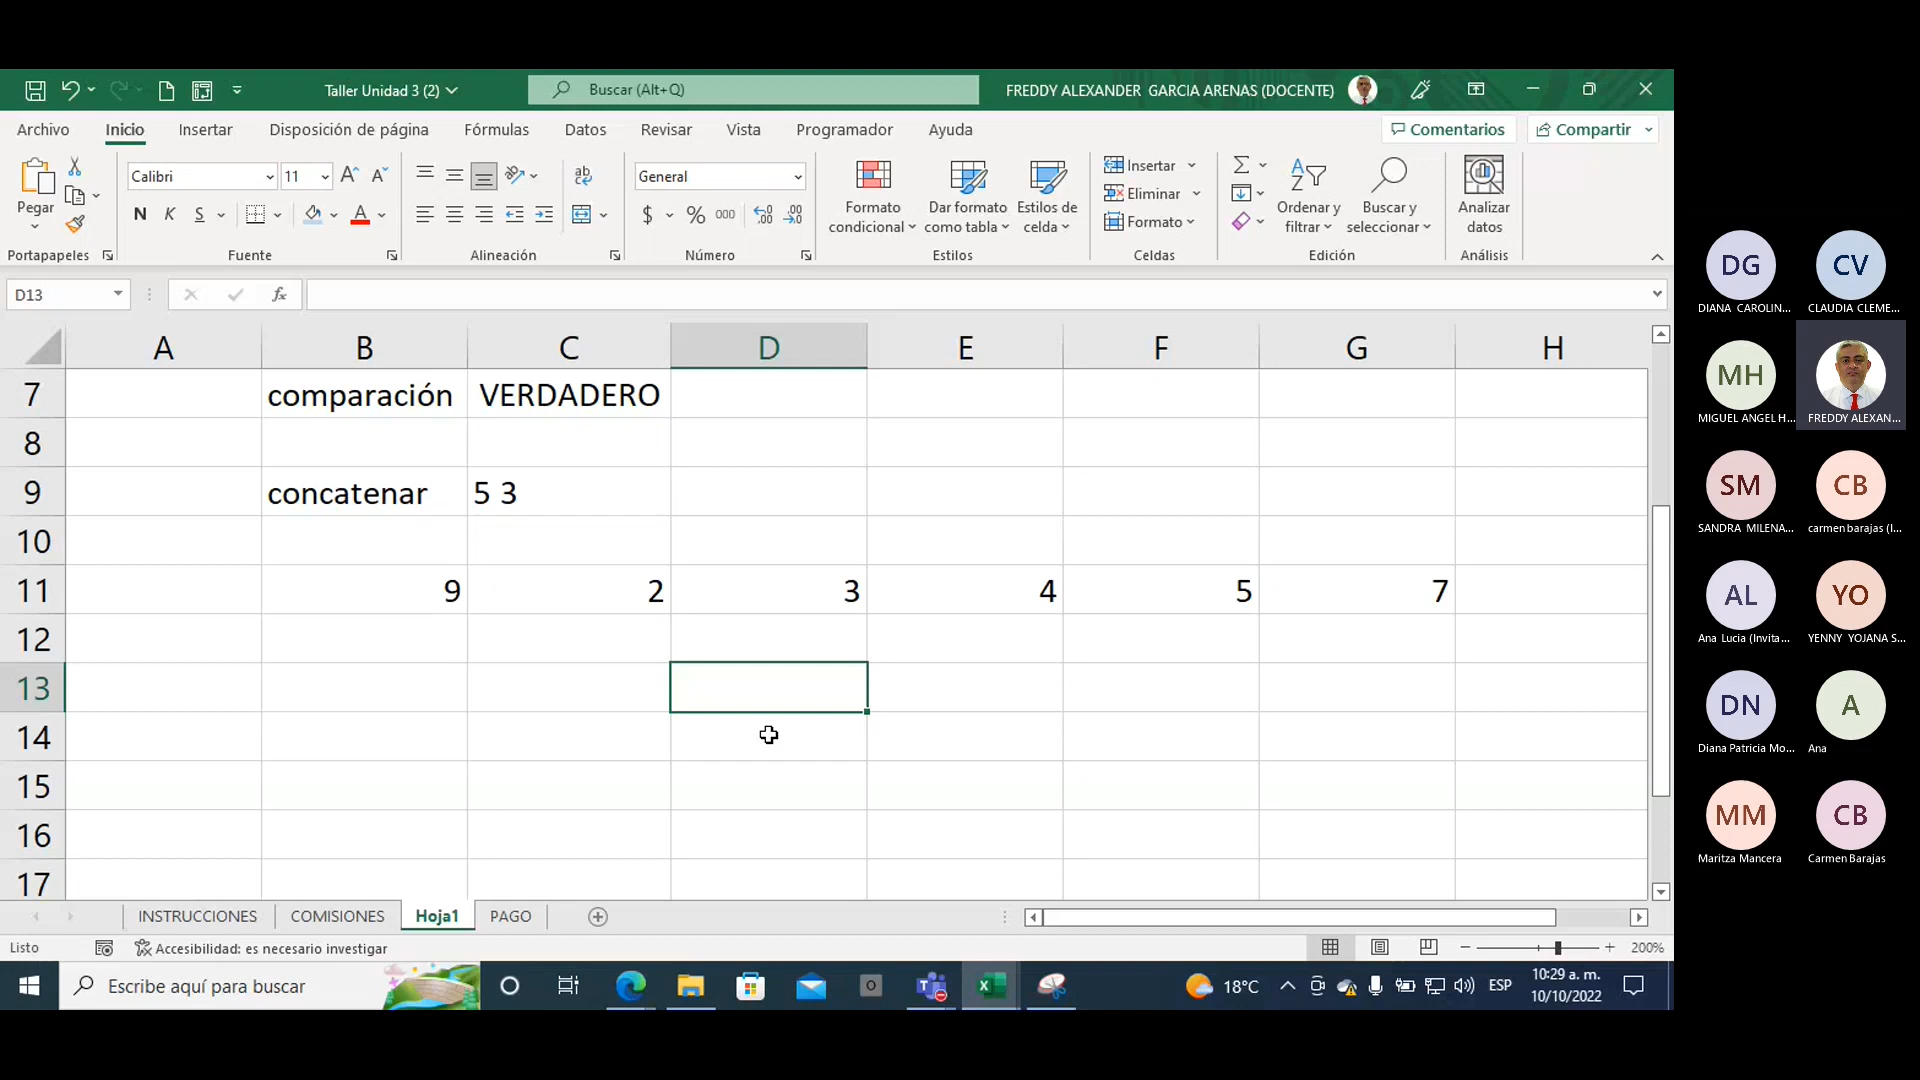 Taller Unidad 3 (2)
Buscar (Alt+Q)
FREDDY ALEXANDER GARCIA ARENAS (DOCENTE)
Archivo Inicio Insertar Disposición de página Fórmulas Datos Revisar Vista Programador Ayuda Comentarios Compartir
Pegar
Portapapeles
Calibri 11
N K S
Fuente
ab
Alineación
General
$ % 000
Número
Formato condicional
Dar formato como tabla
Estilos de celda
Estilos
Insertar
Eliminar
Formato
Celdas
Ordenar y filtrar
Buscar y seleccionar
Edición
Analizar datos
Análisis
D13 fx
A B C D E F G H
7 comparación VERDADERO
8
9 concatenar 5 3
10
11 9 2 3 4 5 7
12
13
14
15
16
17
INSTRUCCIONES COMISIONES Hoja1 PAGO
Listo Accesibilidad: es necesario investigar 200%
Escribe aquí para buscar
18°C ESP
10:29 a. m.
10/10/2022
DG CV
DIANA CAROLIN... CLAUDIA CLEME...
MH
MIGUEL ANGEL H... FREDDY ALEXAN...
SM CB
SANDRA MILENA... carmen barajas (I...
AL YO
Ana Lucia (Invita... YENNY YOJANA S...
DN A
Diana Patricia Mo... Ana
MM CB
Maritza Mancera Carmen Barajas